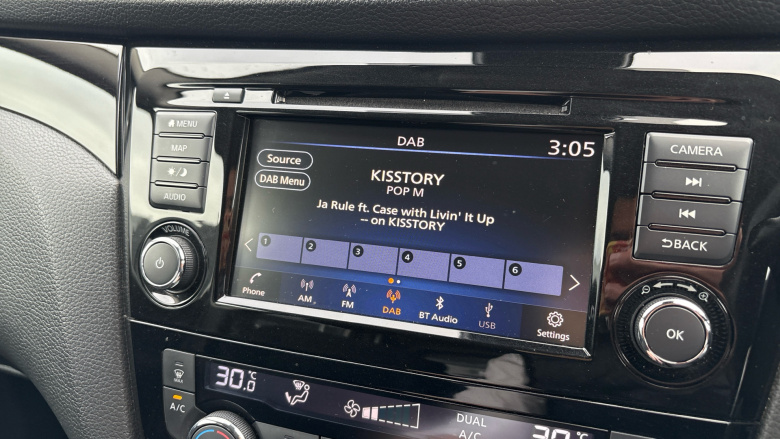 MENU
MAP
AUDIO
VOLUME
DAB
3:05
Source
DAB Menu
KISSTORY
POP M
Ja Rule ft. Case with Livin' It Up
-- on KISSTORY
1 2 3 4 5 6
Phone AM FM DAB BT Audio USB Settings
CAMERA
BACK
OK
MAX
A/C
30.0°C
DUAL
A/C
30°C